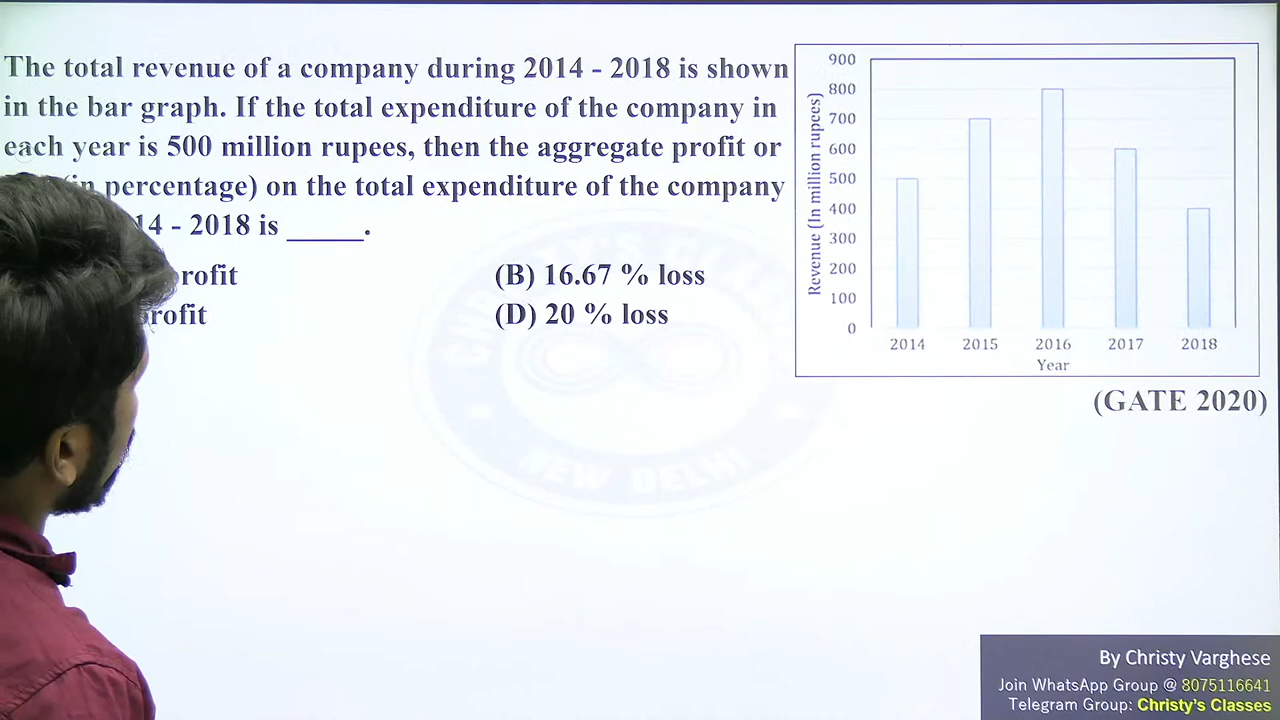 The total revenue of a company during 2014 - 2018 is shown
in the bar graph. If the total expenditure of the company in
each year is 500 million rupees, then the aggregate profit or
(in percentage) on the total expenditure of the company
14 - 2018 is _____.
rofit
(B) 16.67 % loss
rofit
(D) 20 % loss
900
800
700
600
500
400
300
200
100
0
Revenue (In million rupees)
2014 2015 2016 2017 2018
Year
(GATE 2020)
NEW DELHI
By Christy Varghese
Join WhatsApp Group @ 8075116641
Telegram Group: Christy's Classes